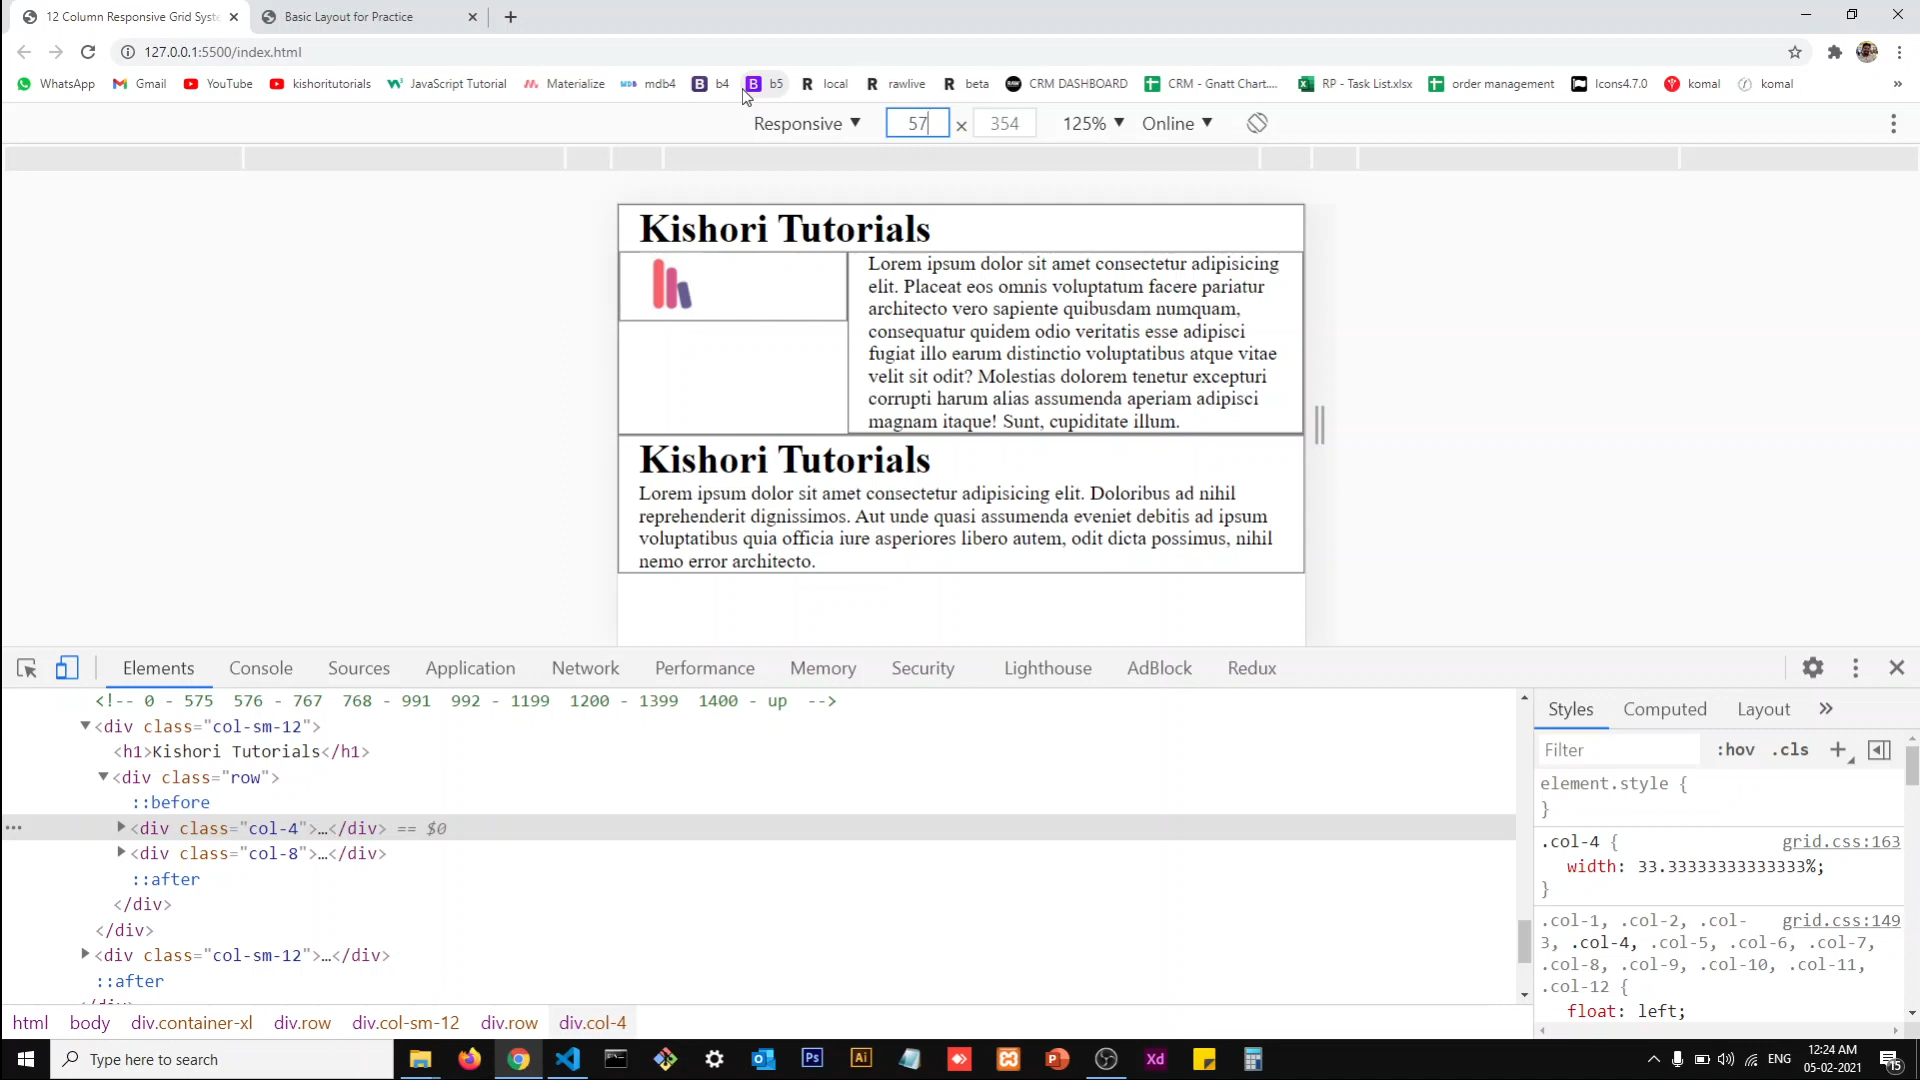 12 Column Responsive Grid Syste
Basic Layout for Practice
127.0.0.1:5500/index.html
WhatsApp Gmail YouTube kishoritutorials JavaScript Tutorial Materialize mdb4 b4 b5 local rawlive beta CRM DASHBOARD CRM - Gnatt Chart.... RP - Task List.xlsx order management Icons4.7.0 komal komal »
Responsive 57 × 354 125% Online
Kishori Tutorials
Lorem ipsum dolor sit amet consectetur adipisicing
elit. Placeat eos omnis voluptatum facere pariatur
architecto vero sapiente quibusdam numquam,
consequatur quidem odio veritatis esse adipisci
fugiat illo earum distinctio voluptatibus atque vitae
velit sit odit? Molestias dolorem tenetur excepturi
corrupti harum alias assumenda aperiam adipisci
magnam itaque! Sunt, cupiditate illum.
Kishori Tutorials
Lorem ipsum dolor sit amet consectetur adipisicing elit. Doloribus ad nihil
reprehenderit dignissimos. Aut unde quasi assumenda eveniet debitis ad ipsum
voluptatibus quia officia iure asperiores libero autem, odit dicta possimus, nihil
nemo error architecto.
Elements Console Sources Application Network Performance Memory Security Lighthouse AdBlock Redux
<!-- 0 - 575 576 - 767 768 - 991 992 - 1199 1200 - 1399 1400 - up -->
<div class="col-sm-12">
<h1>Kishori Tutorials</h1>
<div class="row">
::before
<div class="col-4">…</div> == $0
<div class="col-8">…</div>
::after
</div>
</div>
<div class="col-sm-12">…</div>
::after
</div>
html body div.container-xl div.row div.col-sm-12 div.row div.col-4
Styles Computed Layout »
Filter :hov .cls +
element.style {
}
.col-4 { grid.css:163
width: 33.33333333333333%;
}
.col-1, .col-2, .col- grid.css:149
3, .col-4, .col-5, .col-6, .col-7,
.col-8, .col-9, .col-10, .col-11,
.col-12 {
float: left;
Type here to search
Ps Ai Xd
ENG
12:24 AM
05-02-2021
15